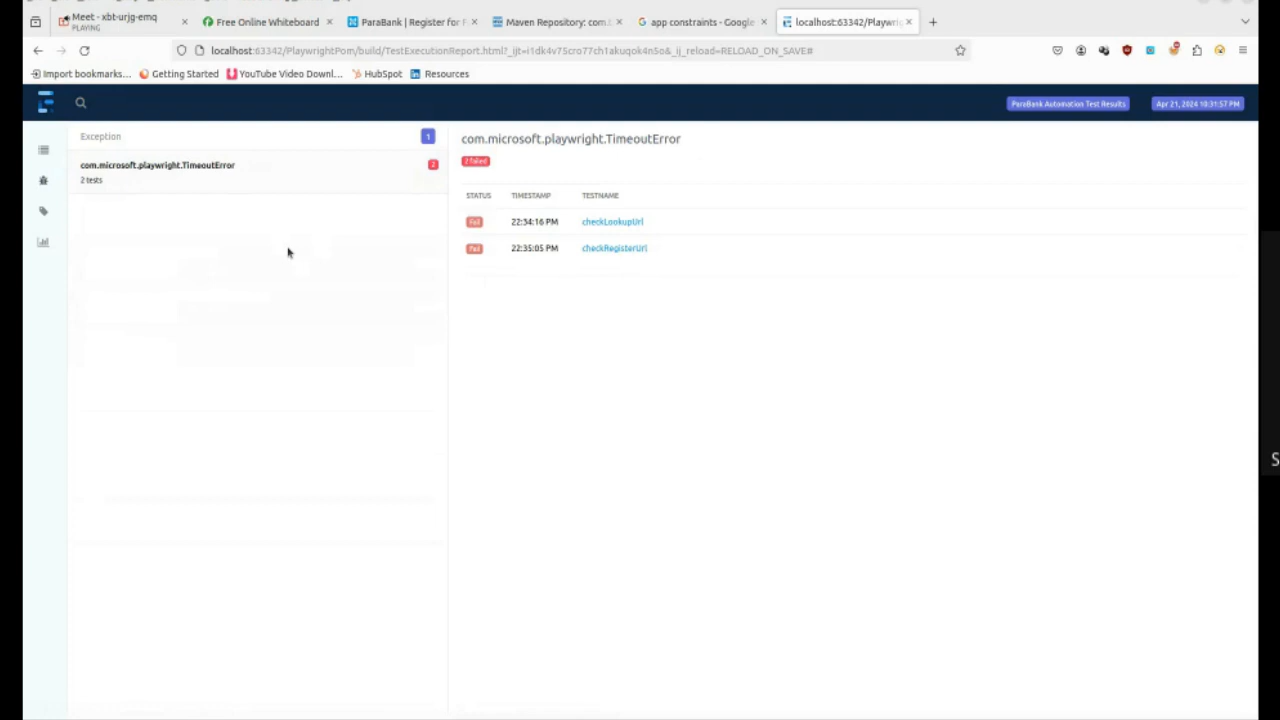 Meet - xbt-urjg-emq
PLAYING
Free Online Whiteboard
ParaBank | Register for F
Maven Repository: com.
app constraints - Google
localhost:63342/Playwri
localhost:63342/PlaywrightPom/build/TestExecutionReport.html?_ijt=i1dk4v75cro77ch1akuqok4n5o&_ij_reload=RELOAD_ON_SAVE#
Import bookmarks...
Getting Started
YouTube Video Downl...
HubSpot
Resources
ParaBank Automation Test Results
Apr 21, 2024 10:31:57 PM
Exception
1
com.microsoft.playwright.TimeoutError
2
2 tests
com.microsoft.playwright.TimeoutError
2 failed
STATUS TIMESTAMP TESTNAME
Fail 22:34:16 PM checkLookupUrl
Fail 22:35:05 PM checkRegisterUrl
S